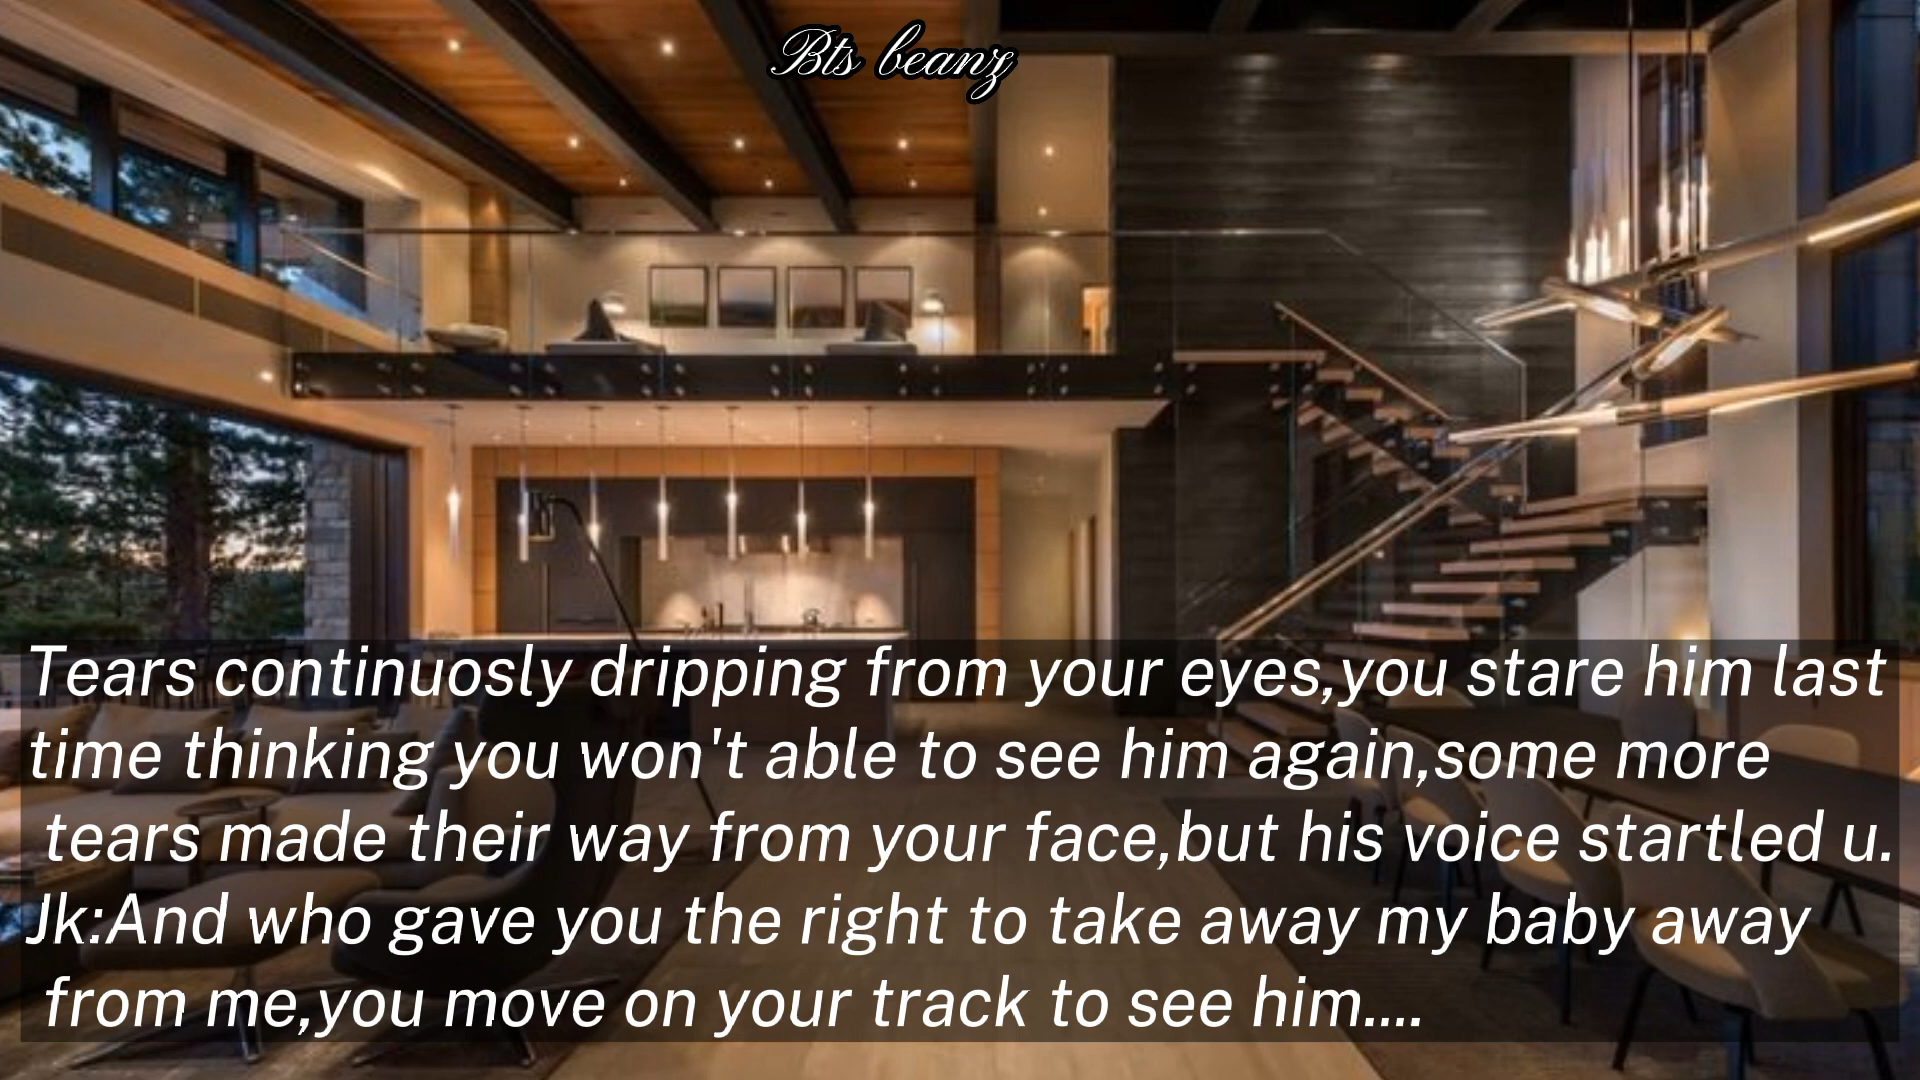 Bts beanz
Tears continuosly dripping from your eyes,you stare him last
time thinking you won't able to see him again,some more
tears made their way from your face,but his voice startled u.
Jk:And who gave you the right to take away my baby away
from me,you move on your track to see him....